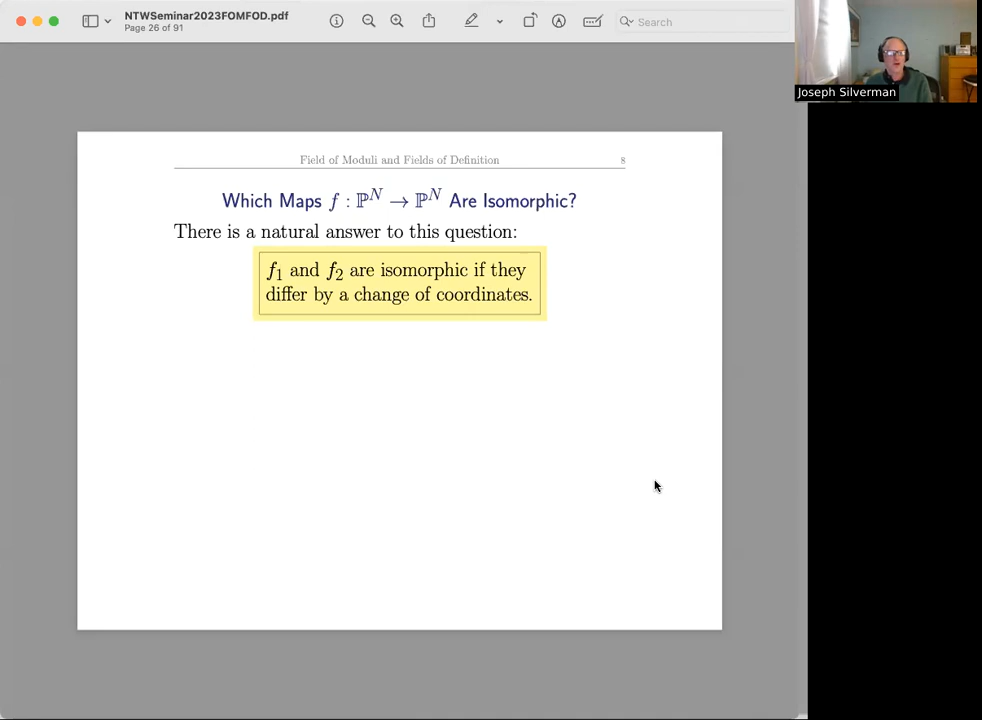 NTWSeminar2023FOMFOD.pdf
Page 26 of 91
Search
Joseph Silverman
Field of Moduli and Fields of Definition 8
Which Maps f : ℙᴺ → ℙᴺ Are Isomorphic?
There is a natural answer to this question:
f₁ and f₂ are isomorphic if they
differ by a change of coordinates.